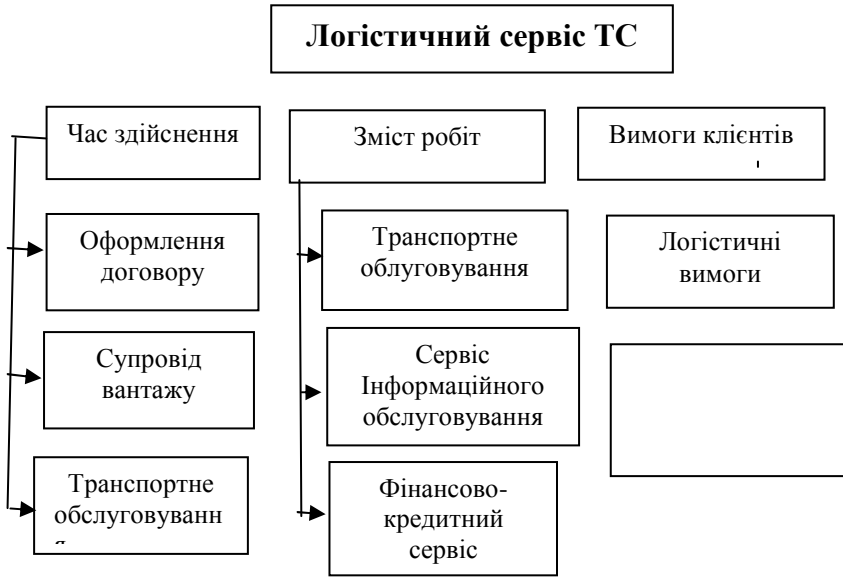 Логістичний сервіс ТС
Час здійснення
Зміст робіт
Вимоги клієнтів
Оформлення
договору
Транспортне
облуговування
Логістичні
вимоги
Супровід
вантажу
Сервіс
Інформаційного
обслуговування
Транспортне
обслуговуванн
Фінансово-
кредитний
сервіс